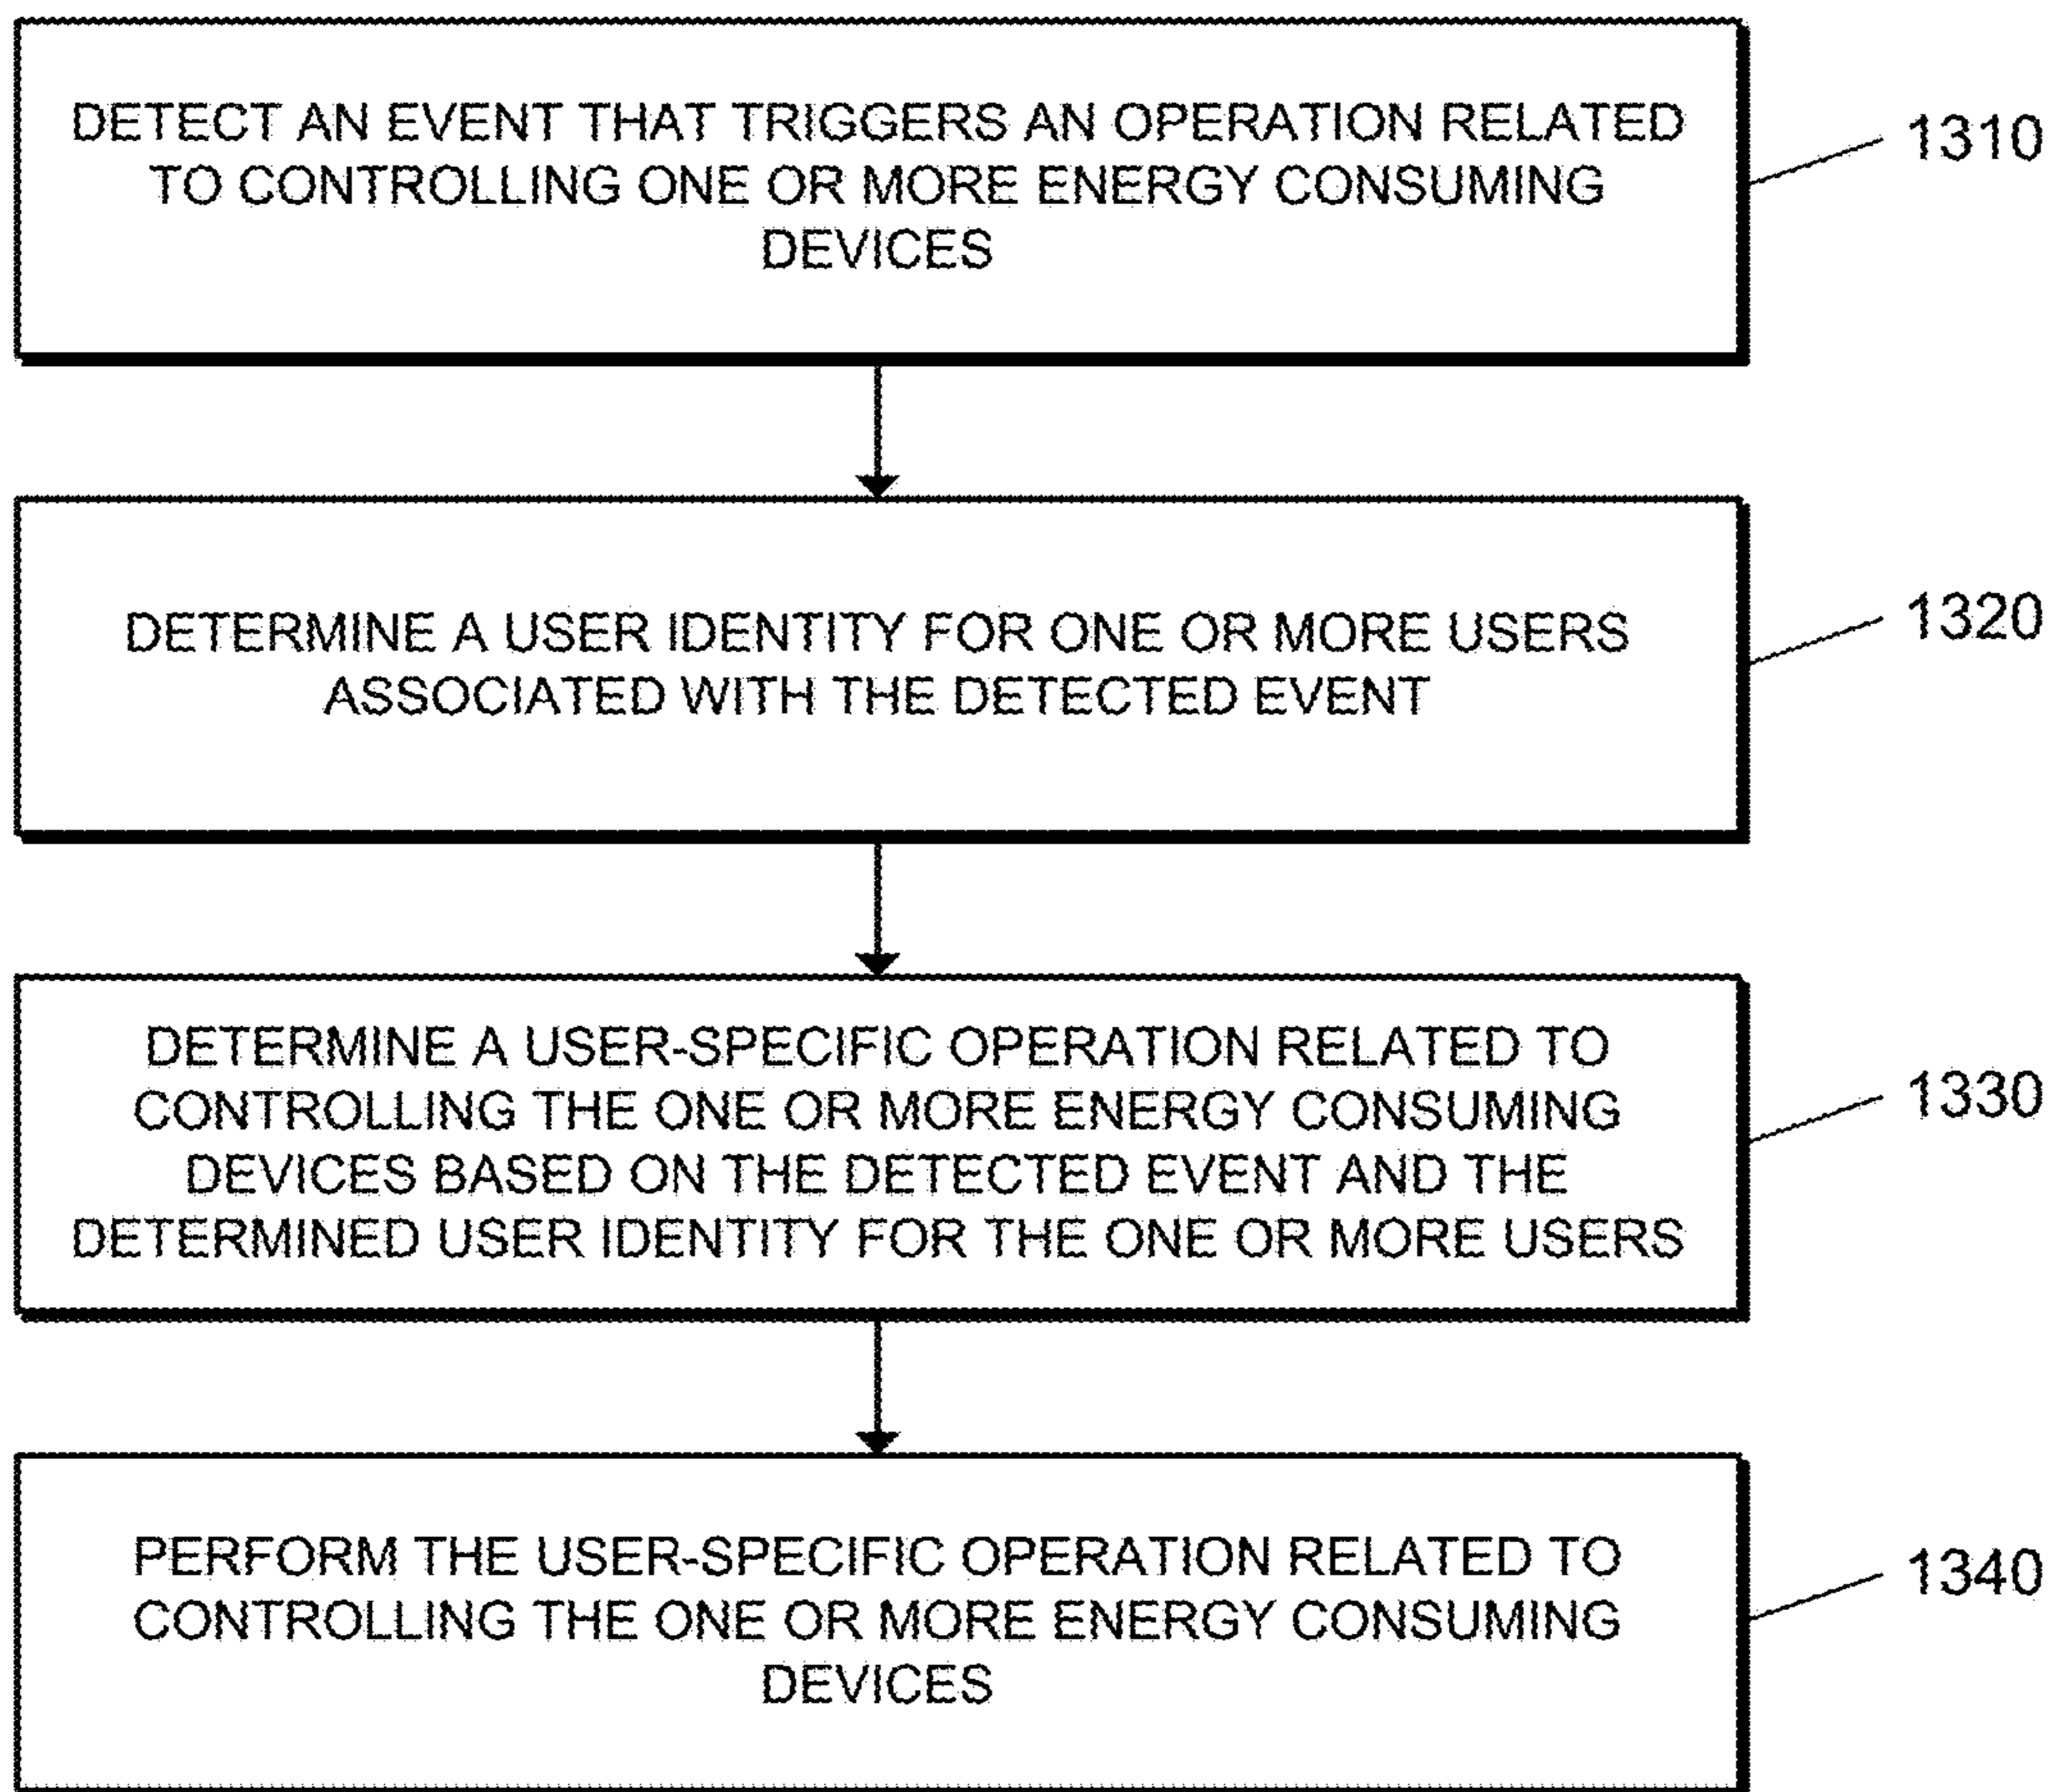 DETECT AN EVENT THAT TRIGGERS AN OPERATION RELATED
TO CONTROLLING ONE OR MORE ENERGY CONSUMING
DEVICES
1310
DETERMINE A USER IDENTITY FOR ONE OR MORE USERS
ASSOCIATED WITH THE DETECTED EVENT
1320
DETERMINE A USER-SPECIFIC OPERATION RELATED TO
CONTROLLING THE ONE OR MORE ENERGY CONSUMING
DEVICES BASED ON THE DETECTED EVENT AND THE
DETERMINED USER IDENTITY FOR THE ONE OR MORE USERS
1330
PERFORM THE USER-SPECIFIC OPERATION RELATED TO
CONTROLLING THE ONE OR MORE ENERGY CONSUMING
DEVICES
1340